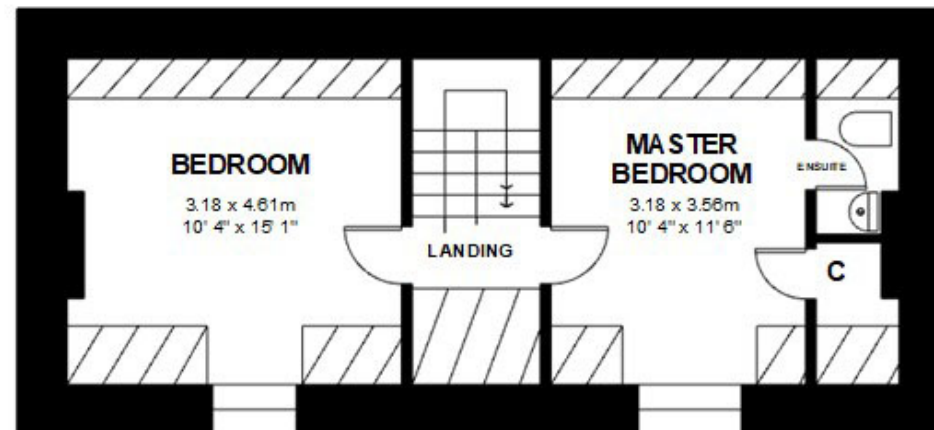 BEDROOM
3.18 x 4.61m
10' 4" x 15' 1"
LANDING
MASTER
BEDROOM
3.18 x 3.56m
10' 4" x 11' 6"
ENSUITE
C